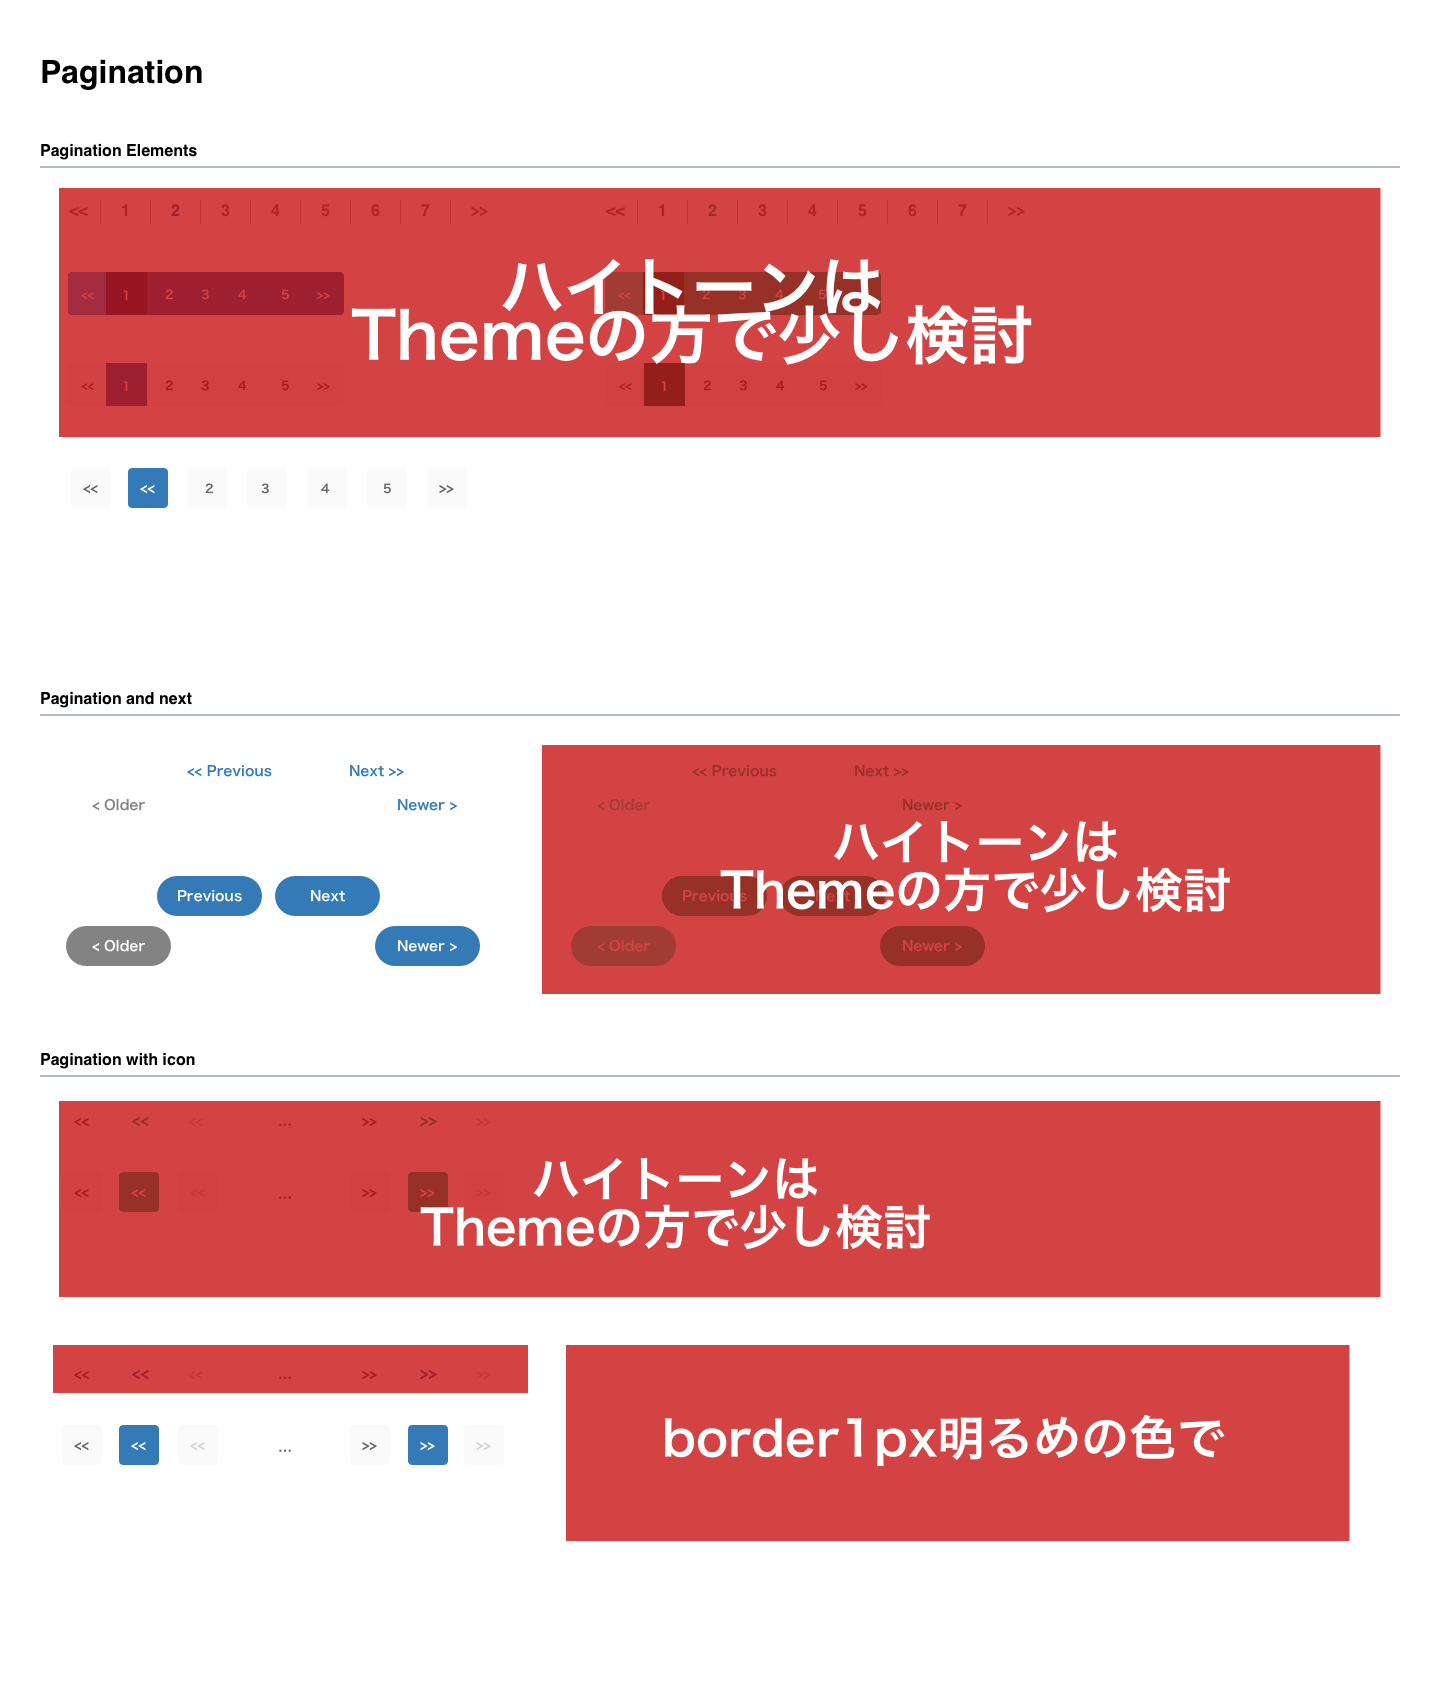 Pagination
Pagination Elements
<< 1 2 3 4 5 6 7 >> << 1 2 3 4 5 6 7 >>
<< 1 2 3 4 5 >> << 1 2 3 4 5
ハイトーンは
Themeの方で少し検討
<< 1 2 3 4 5 >> << 1 2 3 4 5 >>
<< << 2 3 4 5 >>
Pagination and next
<< Previous Next >> << Previous Next >>
< Older Newer > < Older Newer >
ハイトーンは
Themeの方で少し検討
Previous Next Previous Next
< Older Newer > < Older Newer >
Pagination with icon
<< << << ... >> >> >>
<< << << ... >> >> >>
ハイトーンは
Themeの方で少し検討
<< << << ... >> >> >>
<< << << ... >> >> >>
border1px明るめの色で